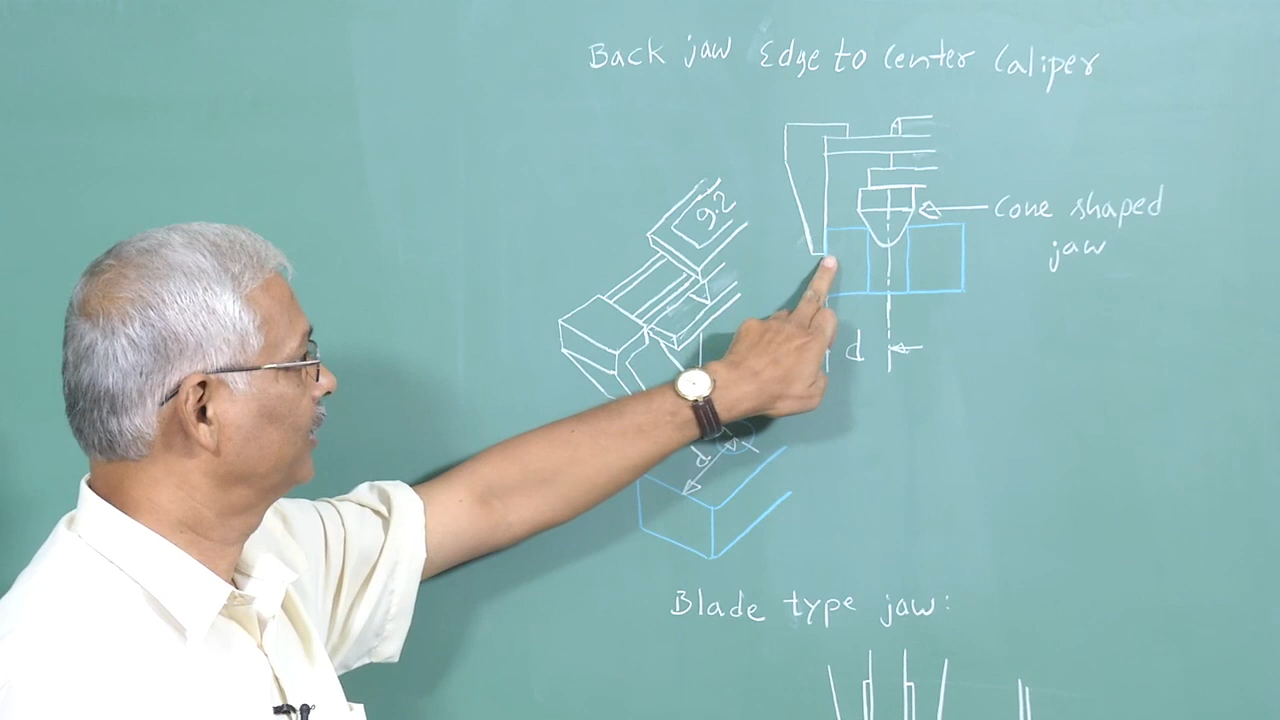 Back jaw Edge to center Caliper
9.2
Cone shaped
jaw
d
d
Blade type jaw: